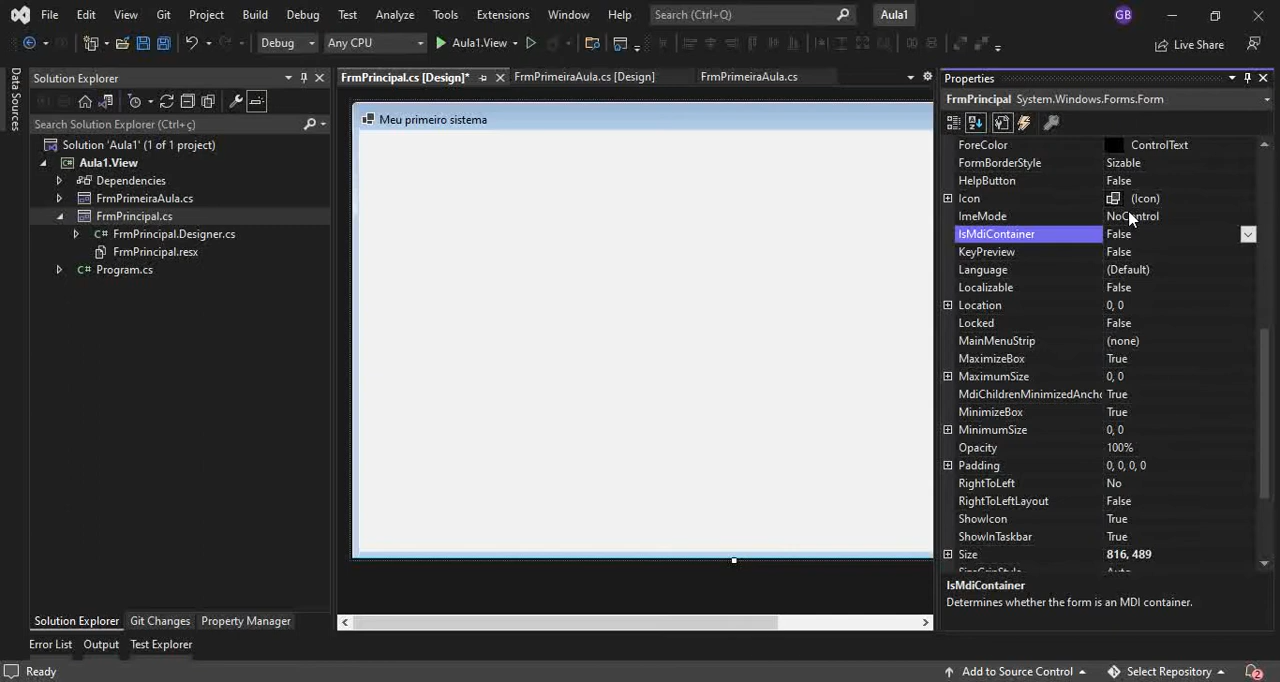 File Edit View Git Project Build Debug Test Analyze Tools Extensions Window Help Search (Ctrl+Q) Aula1 GB
Debug Any CPU Aula1.View Live Share
Data Sources
Solution Explorer
Search Solution Explorer (Ctrl+ç)
Solution 'Aula1' (1 of 1 project)
Aula1.View
Dependencies
FrmPrimeiraAula.cs
FrmPrincipal.cs
FrmPrincipal.Designer.cs
FrmPrincipal.resx
Program.cs
Solution Explorer Git Changes Property Manager
FrmPrincipal.cs [Design]* FrmPrimeiraAula.cs [Design] FrmPrimeiraAula.cs
Meu primeiro sistema
Properties
FrmPrincipal System.Windows.Forms.Form
ForeColor ControlText
FormBorderStyle Sizable
HelpButton False
Icon (Icon)
ImeMode NoControl
IsMdiContainer False
KeyPreview False
Language (Default)
Localizable False
Location 0, 0
Locked False
MainMenuStrip (none)
MaximizeBox True
MaximumSize 0, 0
MdiChildrenMinimizedAncho True
MinimizeBox True
MinimumSize 0, 0
Opacity 100%
Padding 0, 0, 0, 0
RightToLeft No
RightToLeftLayout False
ShowIcon True
ShowInTaskbar True
Size 816, 489
SizeGripStyle Auto
IsMdiContainer
Determines whether the form is an MDI container.
Error List Output Test Explorer
Ready Add to Source Control Select Repository 2